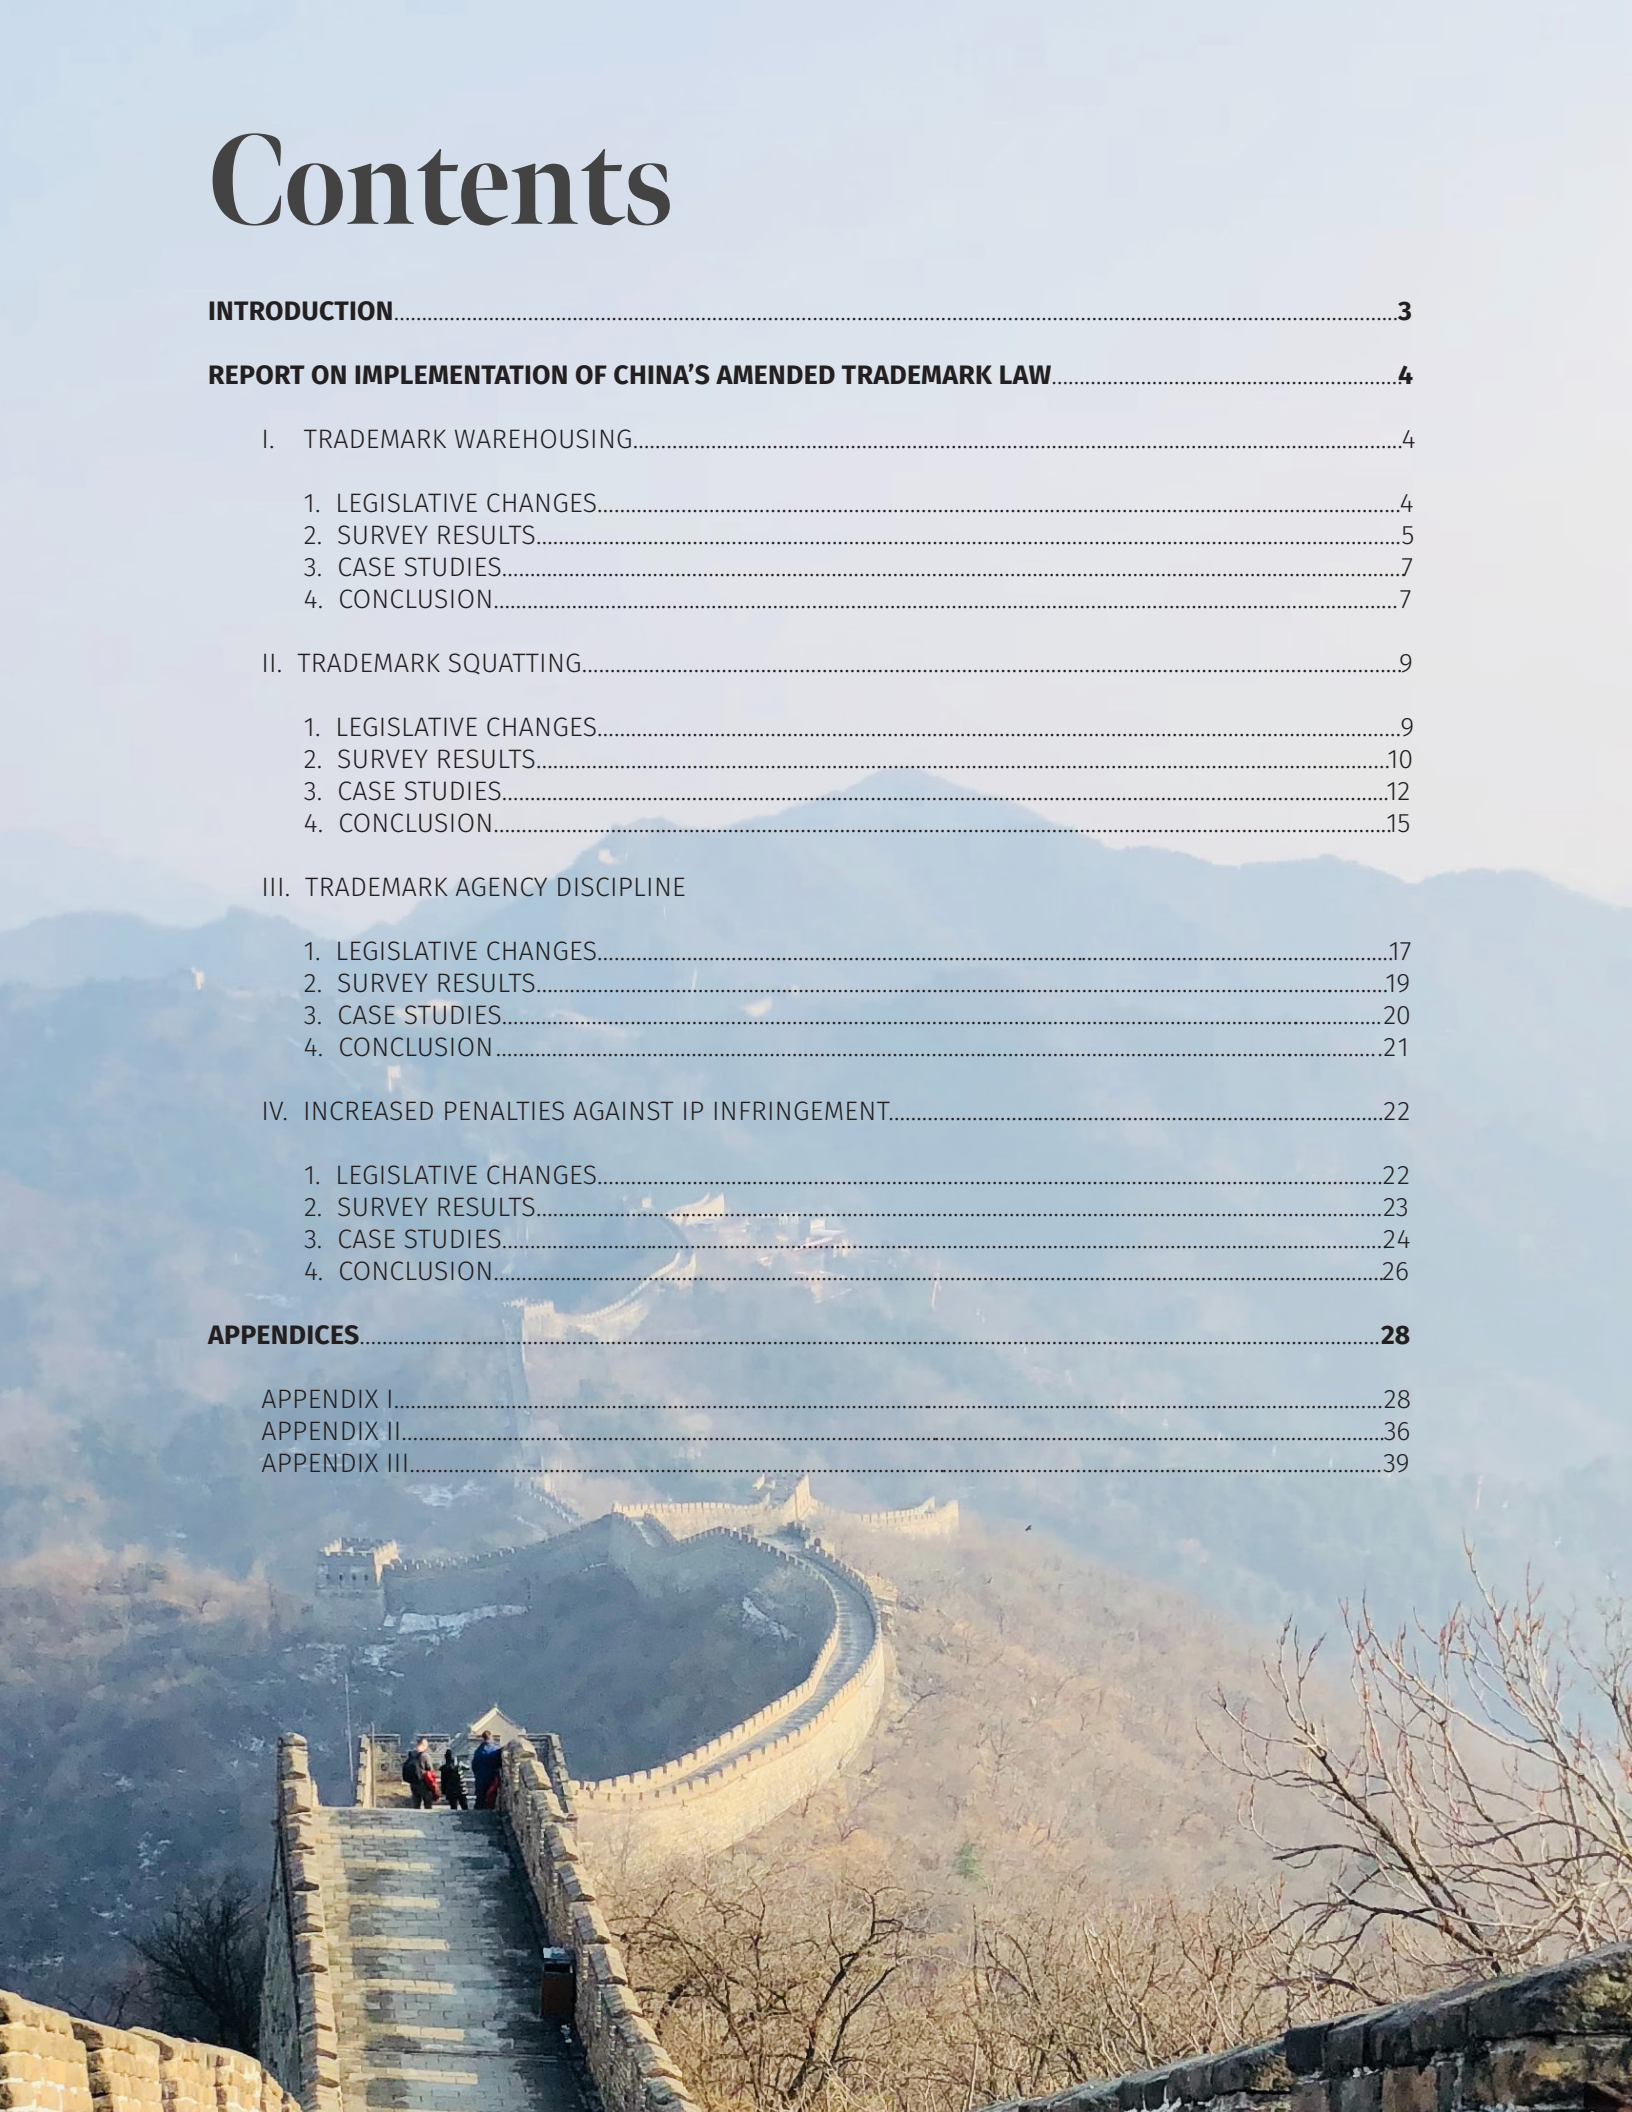 Contents
INTRODUCTION........3
REPORT ON IMPLEMENTATION OF CHINA’S AMENDED TRADEMARK LAW........4
I. TRADEMARK WAREHOUSING........4
1. LEGISLATIVE CHANGES........4
2. SURVEY RESULTS........5
3. CASE STUDIES........7
4. CONCLUSION........7
II. TRADEMARK SQUATTING........9
1. LEGISLATIVE CHANGES........9
2. SURVEY RESULTS........10
3. CASE STUDIES........12
4. CONCLUSION........15
III. TRADEMARK AGENCY DISCIPLINE
1. LEGISLATIVE CHANGES........17
2. SURVEY RESULTS........19
3. CASE STUDIES........20
4. CONCLUSION........21
IV. INCREASED PENALTIES AGAINST IP INFRINGEMENT........22
1. LEGISLATIVE CHANGES........22
2. SURVEY RESULTS........23
3. CASE STUDIES........24
4. CONCLUSION........26
APPENDICES........28
APPENDIX I........28
APPENDIX II........36
APPENDIX III........39